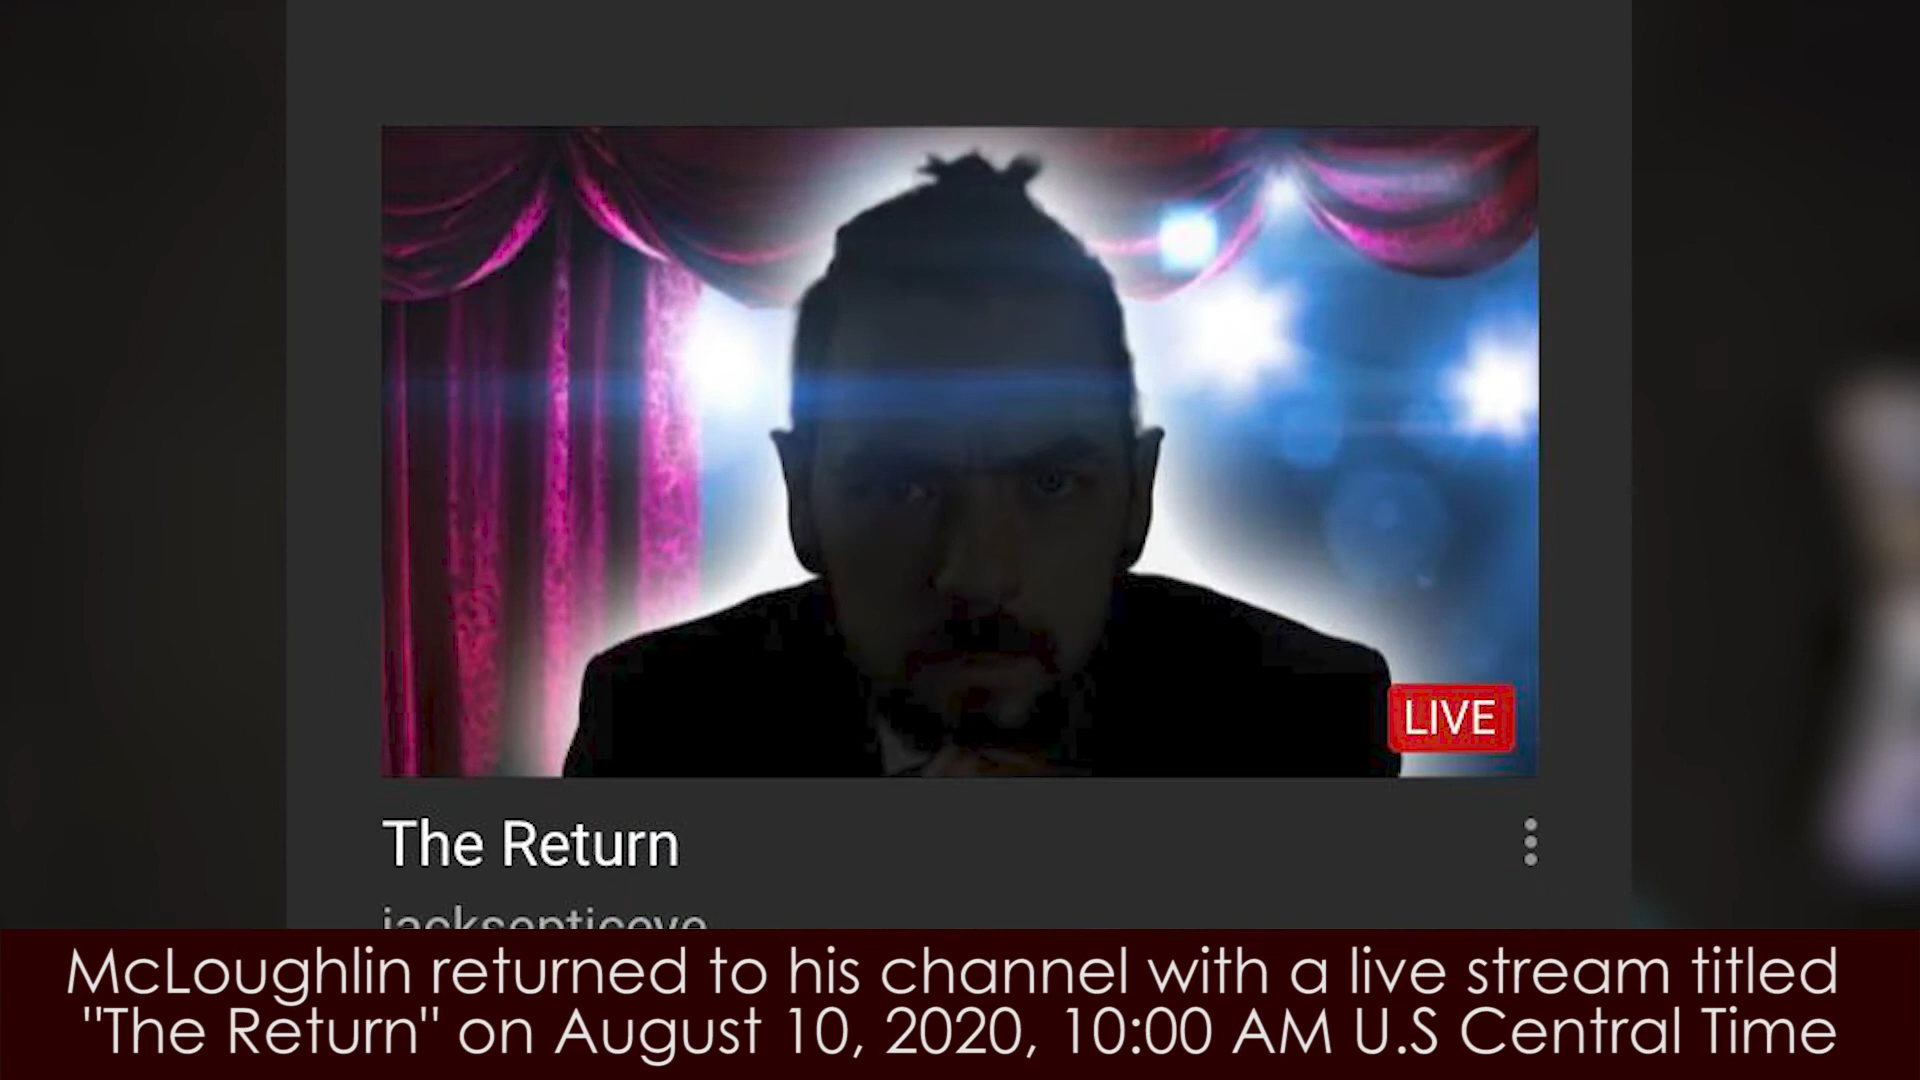 LIVE
The Return
jacksepticeye
McLoughlin returned to his channel with a live stream titled
"The Return" on August 10, 2020, 10:00 AM U.S Central Time